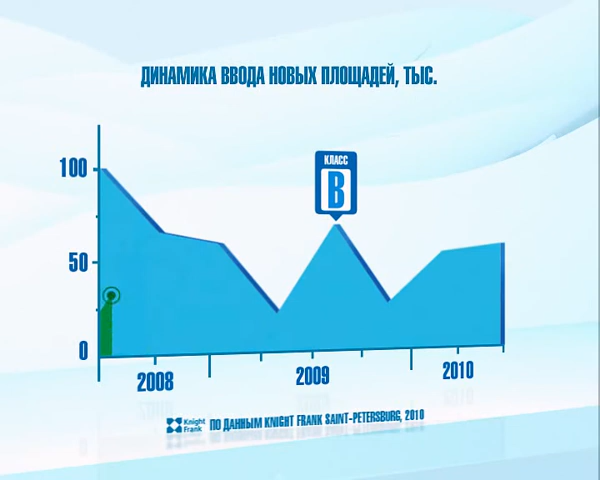 ДИНАМИКА ВВОДА НОВЫХ ПЛОЩАДЕЙ, ТЫС.
КЛАСС
B
100
50
0
2008
2009
2010
Knight
Frank
ПО ДАННЫМ KNIGHT FRANK SAINT-PETERSBURG, 2010